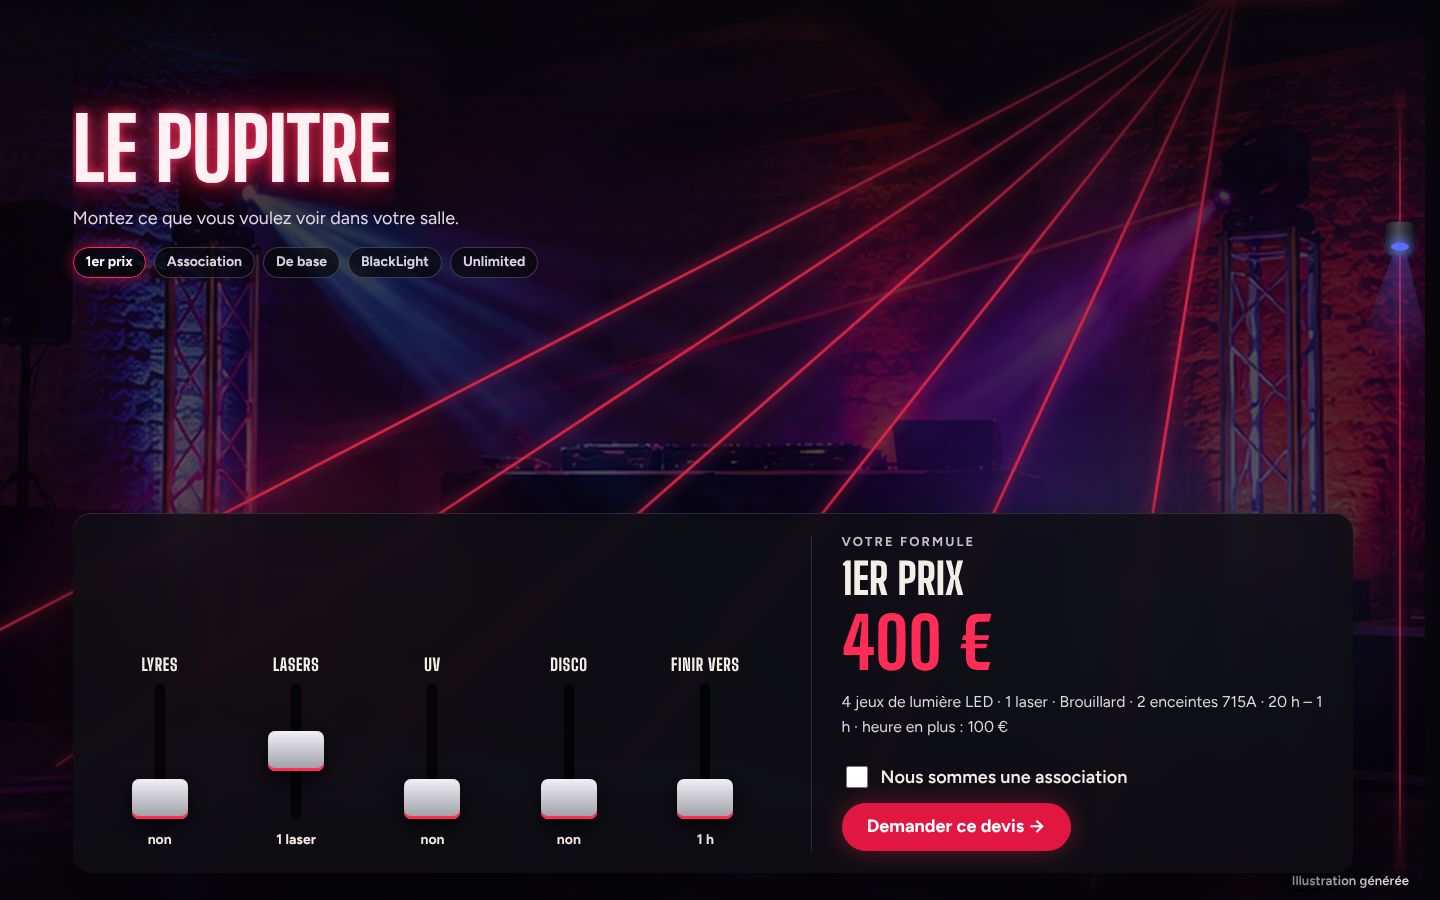 LE PUPITRE
Montez ce que vous voulez voir dans votre salle.
1er prix Association De base BlackLight Unlimited
LYRES LASERS UV DISCO FINIR VERS
non 1 laser non non 1 h
VOTRE FORMULE
1ER PRIX
400 €
4 jeux de lumière LED · 1 laser · Brouillard · 2 enceintes 715A · 20 h – 1
h · heure en plus : 100 €
Nous sommes une association
Demander ce devis →
Illustration générée